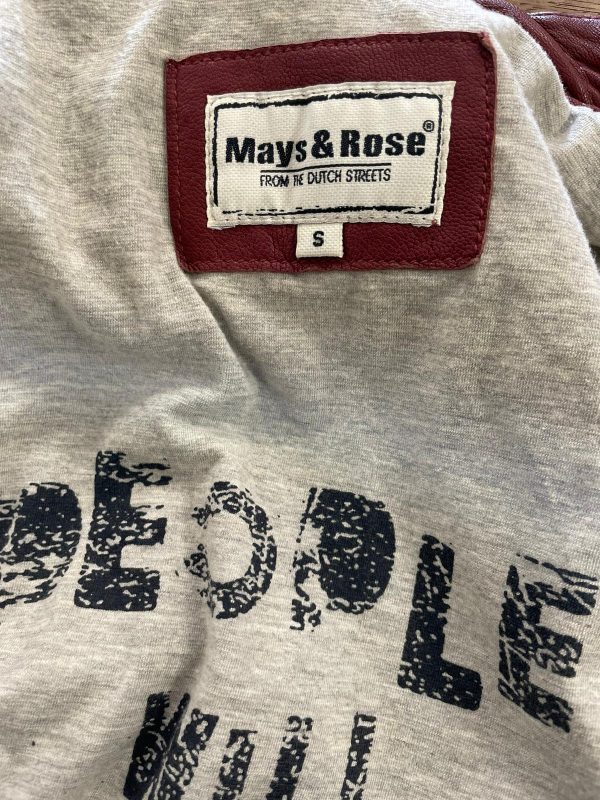 Mays & Rose®
FROM THE DUTCH STREETS
S
PEOPLE